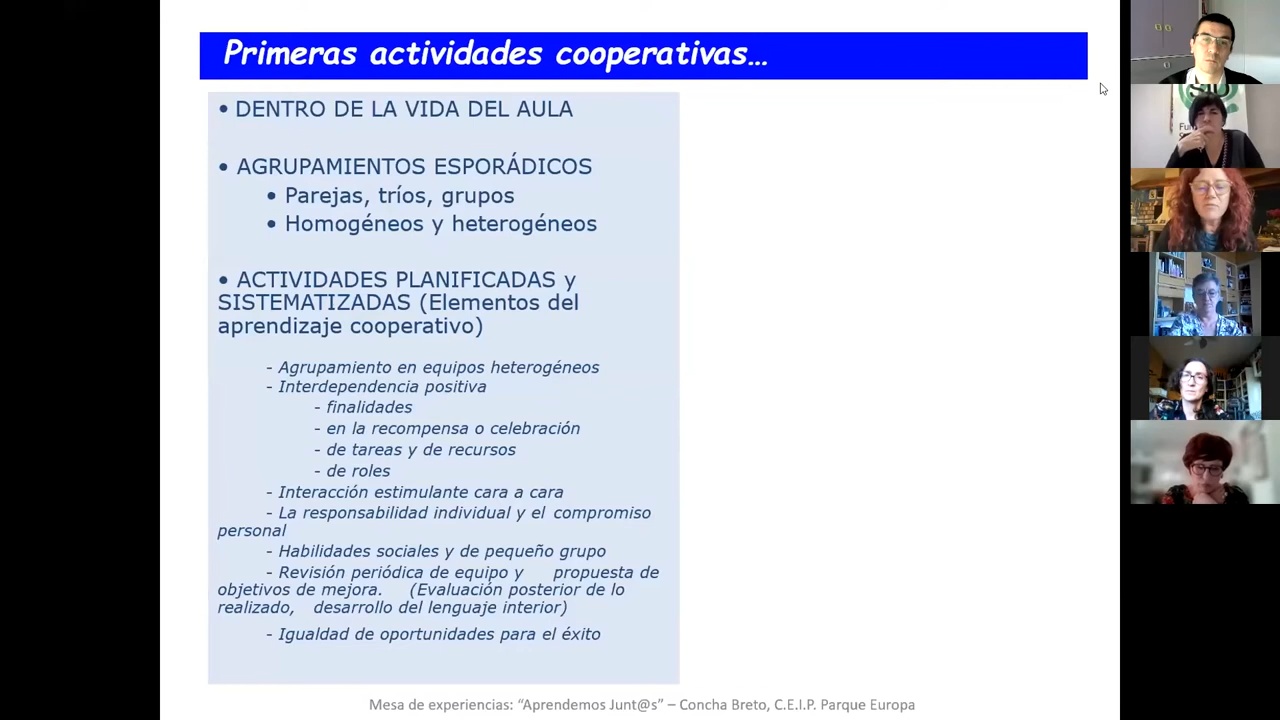 Primeras actividades cooperativas…
• DENTRO DE LA VIDA DEL AULA
• AGRUPAMIENTOS ESPORÁDICOS
• Parejas, tríos, grupos
• Homogéneos y heterogéneos
• ACTIVIDADES PLANIFICADAS y
SISTEMATIZADAS (Elementos del
aprendizaje cooperativo)
- Agrupamiento en equipos heterogéneos
- Interdependencia positiva
- finalidades
- en la recompensa o celebración
- de tareas y de recursos
- de roles
- Interacción estimulante cara a cara
- La responsabilidad individual y el compromiso
personal
- Habilidades sociales y de pequeño grupo
- Revisión periódica de equipo y propuesta de
objetivos de mejora. (Evaluación posterior de lo
realizado, desarrollo del lenguaje interior)
- Igualdad de oportunidades para el éxito
Mesa de experiencias: “Aprendemos Junt@s” – Concha Breto, C.E.I.P. Parque Europa